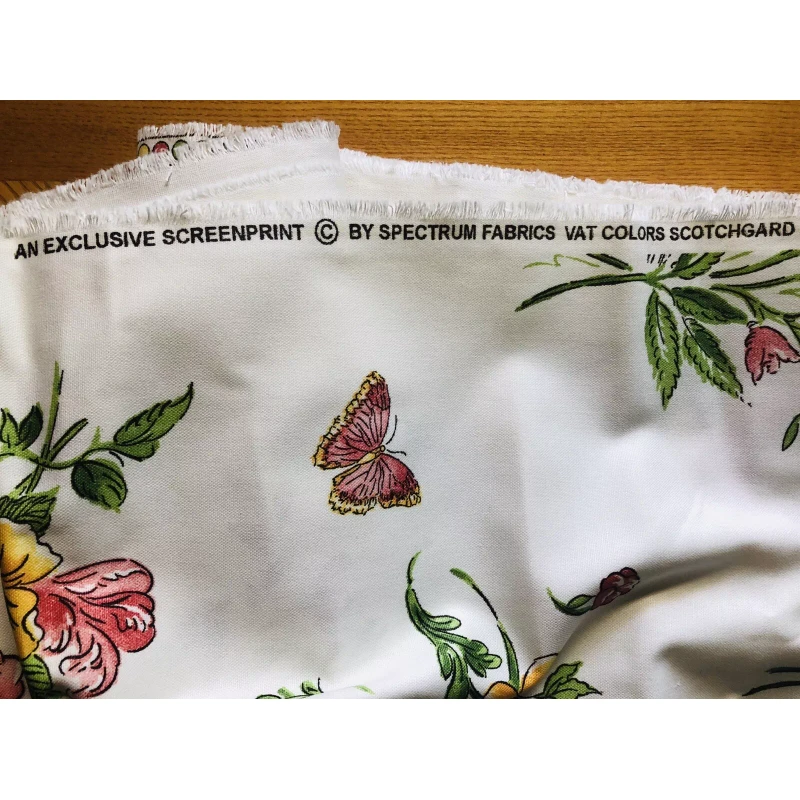 AN EXCLUSIVE SCREENPRINT © BY SPECTRUM FABRICS VAT COLORS SCOTCHGARD